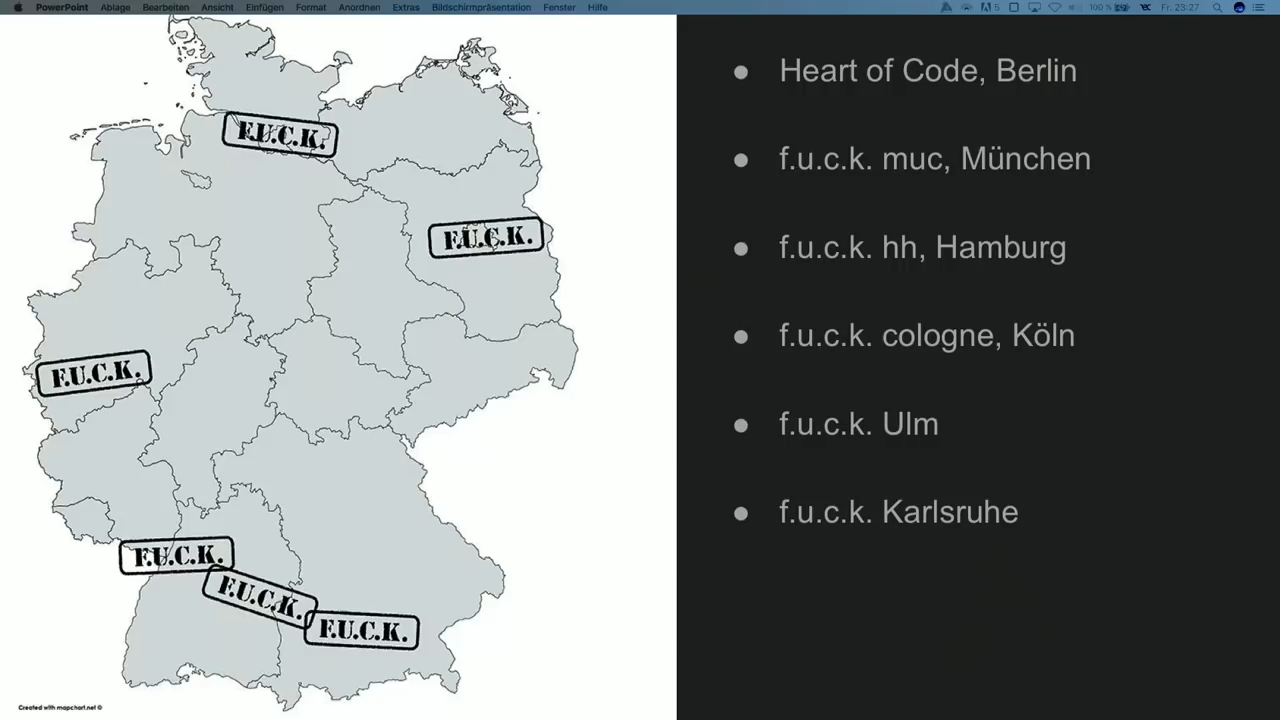 PowerPoint Ablage Bearbeiten Ansicht Einfügen Format Anordnen Extras Bildschirmpräsentation Fenster Hilfe 5 100 % Fr. 23:27
F.U.C.K.
F.U.C.K.
F.U.C.K.
F.U.C.K.
F.U.C.K.
F.U.C.K.
Created with mapchart.net ©
● Heart of Code, Berlin
● f.u.c.k. muc, München
● f.u.c.k. hh, Hamburg
● f.u.c.k. cologne, Köln
● f.u.c.k. Ulm
● f.u.c.k. Karlsruhe